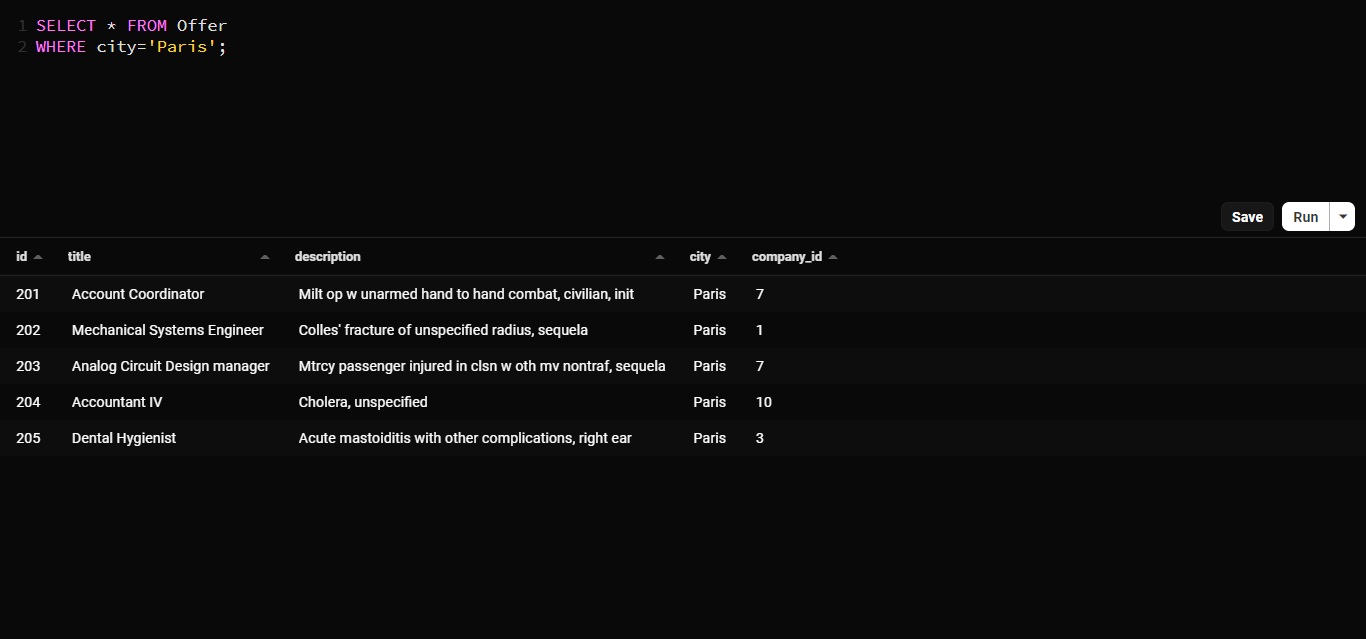 1 SELECT * FROM Offer
2 WHERE city='Paris';
Save Run
id title description city company_id
201 Account Coordinator Milt op w unarmed hand to hand combat, civilian, init Paris 7
202 Mechanical Systems Engineer Colles' fracture of unspecified radius, sequela Paris 1
203 Analog Circuit Design manager Mtrcy passenger injured in clsn w oth mv nontraf, sequela Paris 7
204 Accountant IV Cholera, unspecified Paris 10
205 Dental Hygienist Acute mastoiditis with other complications, right ear Paris 3